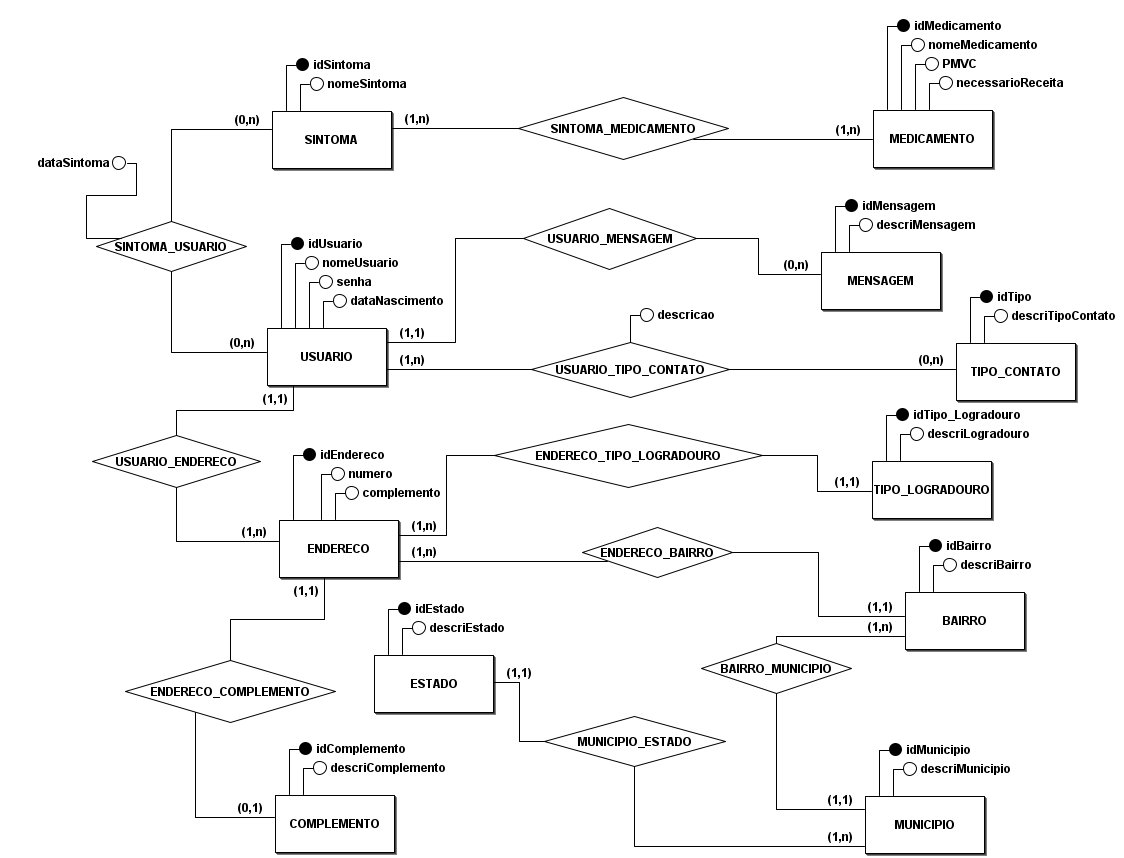 idMedicamento
nomeMedicamento
PMVC
necessarioReceita
idSintoma
nomeSintoma
(0,n)
SINTOMA
(1,n)
SINTOMA_MEDICAMENTO
(1,n)
MEDICAMENTO
dataSintoma
SINTOMA_USUARIO
idMensagem
descriMensagem
USUARIO_MENSAGEM
(0,n)
MENSAGEM
idUsuario
nomeUsuario
senha
dataNascimento
(0,n)
USUARIO
(1,1)
(1,n)
(1,1)
descricao
USUARIO_TIPO_CONTATO
(0,n)
idTipo
descriTipoContato
TIPO_CONTATO
USUARIO_ENDERECO
(1,n)
idEndereco
numero
complemento
ENDERECO
(1,n)
(1,n)
(1,1)
ENDERECO_TIPO_LOGRADOURO
(1,1)
idTipo_Logradouro
descriLogradouro
TIPO_LOGRADOURO
ENDERECO_BAIRRO
idBairro
descriBairro
(1,1)
(1,n)
BAIRRO
idEstado
descriEstado
ESTADO
(1,1)
BAIRRO_MUNICIPIO
ENDERECO_COMPLEMENTO
MUNICIPIO_ESTADO
idComplemento
descriComplemento
(0,1)
COMPLEMENTO
idMunicipio
descriMunicipio
(1,1)
MUNICIPIO
(1,n)